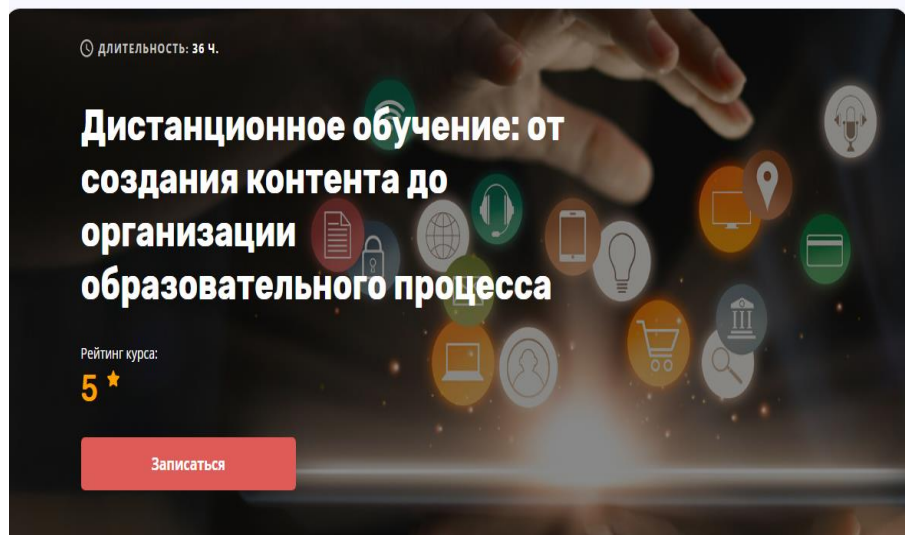 ДЛИТЕЛЬНОСТЬ: 36 Ч.
Дистанционное обучение: от
создания контента до
организации
образовательного процесса
Рейтинг курса:
5
Записаться